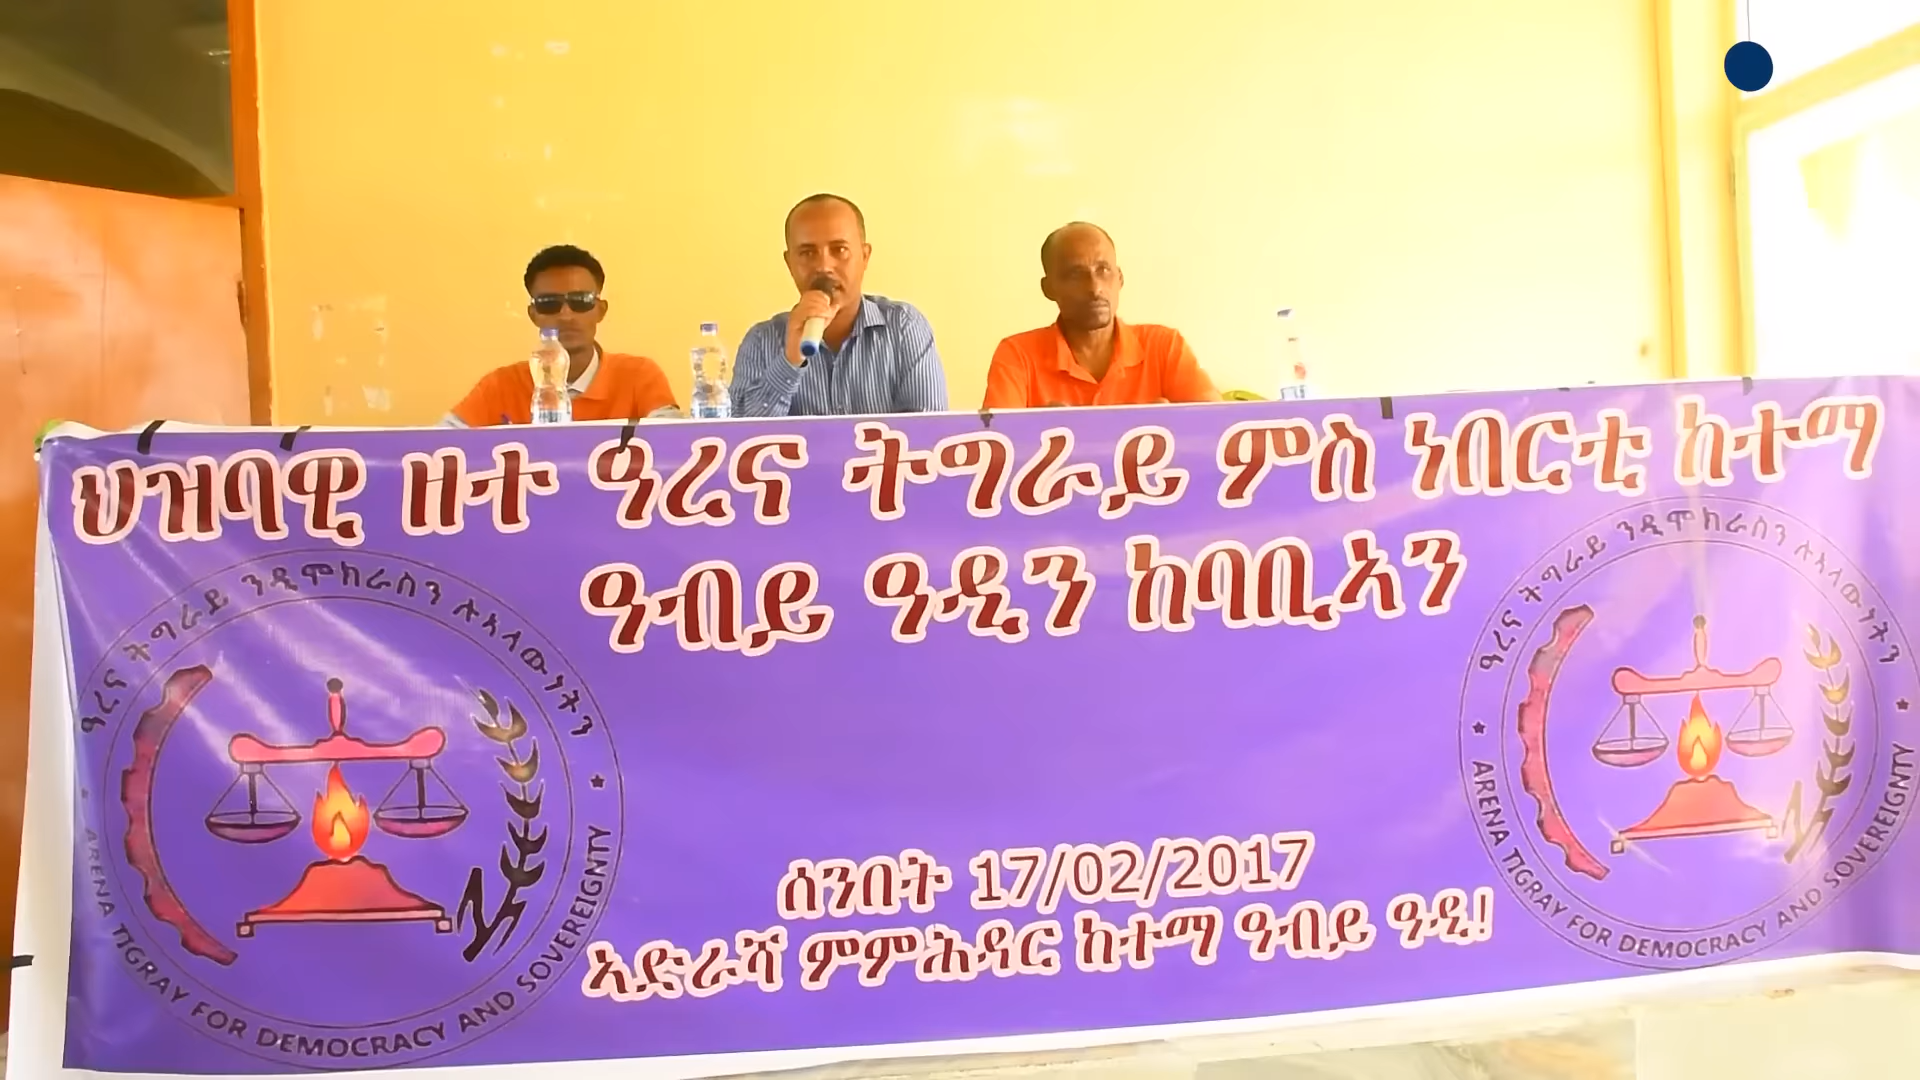 ህዝባዊ ዘተ ዓረና ትግራይ ምስ ነበርቲ ከተማ
ዓብይ ዓዲን ከባቢኣን
ዓረና ትግራይ ንዲሞክራስን ሉኣላውነትን
ARENA TIGRAY FOR DEMOCRACY AND SOVEREIGNTY
ዓረና ትግራይ ንዲሞክራስን ሉኣላውነትን
ARENA TIGRAY FOR DEMOCRACY AND SOVEREIGNTY
ሰንበት 17/02/2017
ኣድራሻ ምምሕዳር ከተማ ዓብይ ዓዲ!